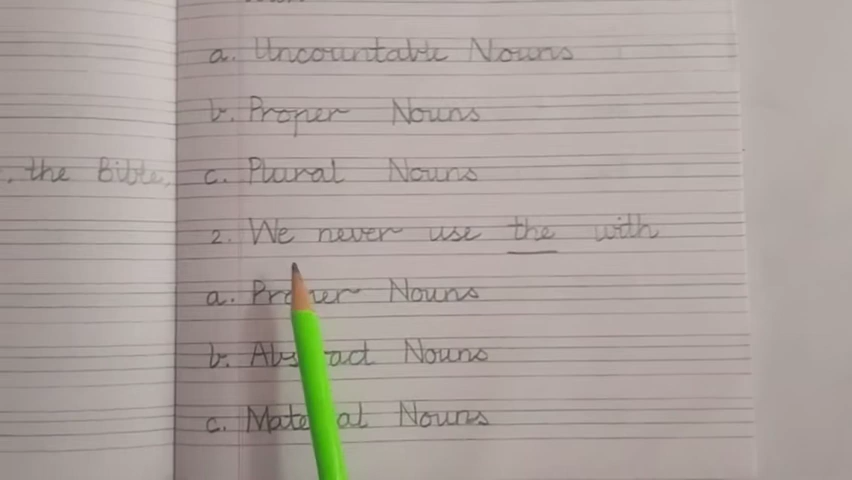 a. Uncountable Nouns
b. Proper Nouns
, the Bible,
c. Plural Nouns
2. We never use the with
a. Proper Nouns
b. Abstract Nouns
c. Material Nouns